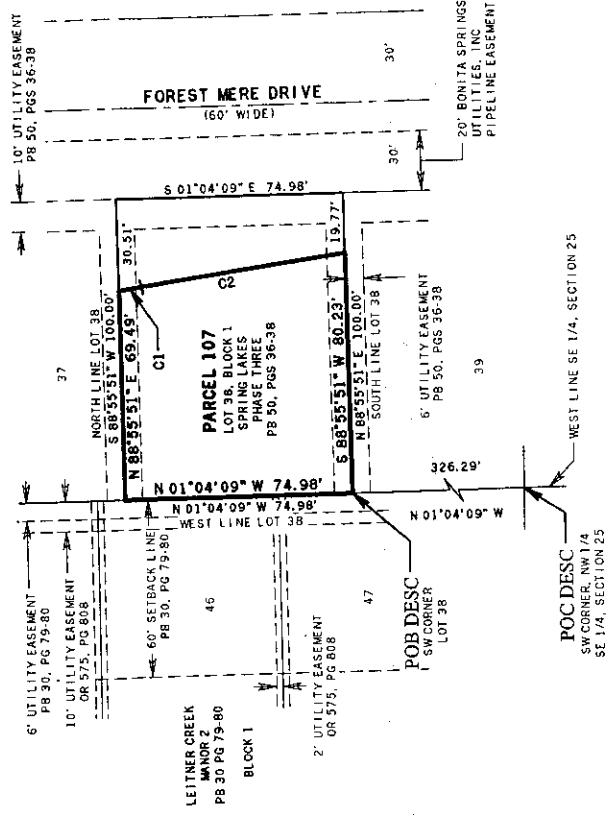 10' UTILITY EASEMENT
PB 50, PGS 36-38
FOREST MERE DRIVE
(60' WIDE)
30'
30'
20' BONITA SPRINGS
UTILITIES, INC
PIPELINE EASEMENT
S 01°04'09" E 74.98'
30.51'
19.77'
C2
C1
37
NORTH LINE LOT 38
S 88°55'51" W 100.00'
N 88°55'51" E 69.49'
PARCEL 107
LOT 38, BLOCK 1
SPRING LAKES
PHASE THREE
PB 50, PGS 36-38
S 88°55'51" W 80.23'
N 88°55'51" E 100.00'
SOUTH LINE LOT 38
6' UTILITY EASEMENT
PB 50, PGS 36-38
39
N 01°04'09" W 74.98'
N 01°04'09" W 74.98'
WEST LINE LOT 38
326.29'
N 01°04'09" W
WEST LINE SE 1/4, SECTION 25
6' UTILITY EASEMENT
PB 30, PG 79-80
10' UTILITY EASEMENT
OR 575, PG 808
60' SETBACK LINE
PB 30, PG 79-80
46
47
POB DESC
SW CORNER
LOT 38
POC DESC
SW CORNER, NW 1/4
SE 1/4, SECTION 25
LEITNER CREEK
MANOR 2
PB 30 PG 79-80
BLOCK 1
2' UTILITY EASEMENT
OR 575, PG 808